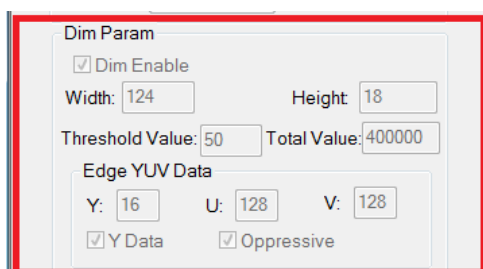 Dim Param
Dim Enable
Width: 124 Height: 18
Threshold Value: 50 Total Value: 400000
Edge YUV Data
Y: 16 U: 128 V: 128
Y Data Oppressive